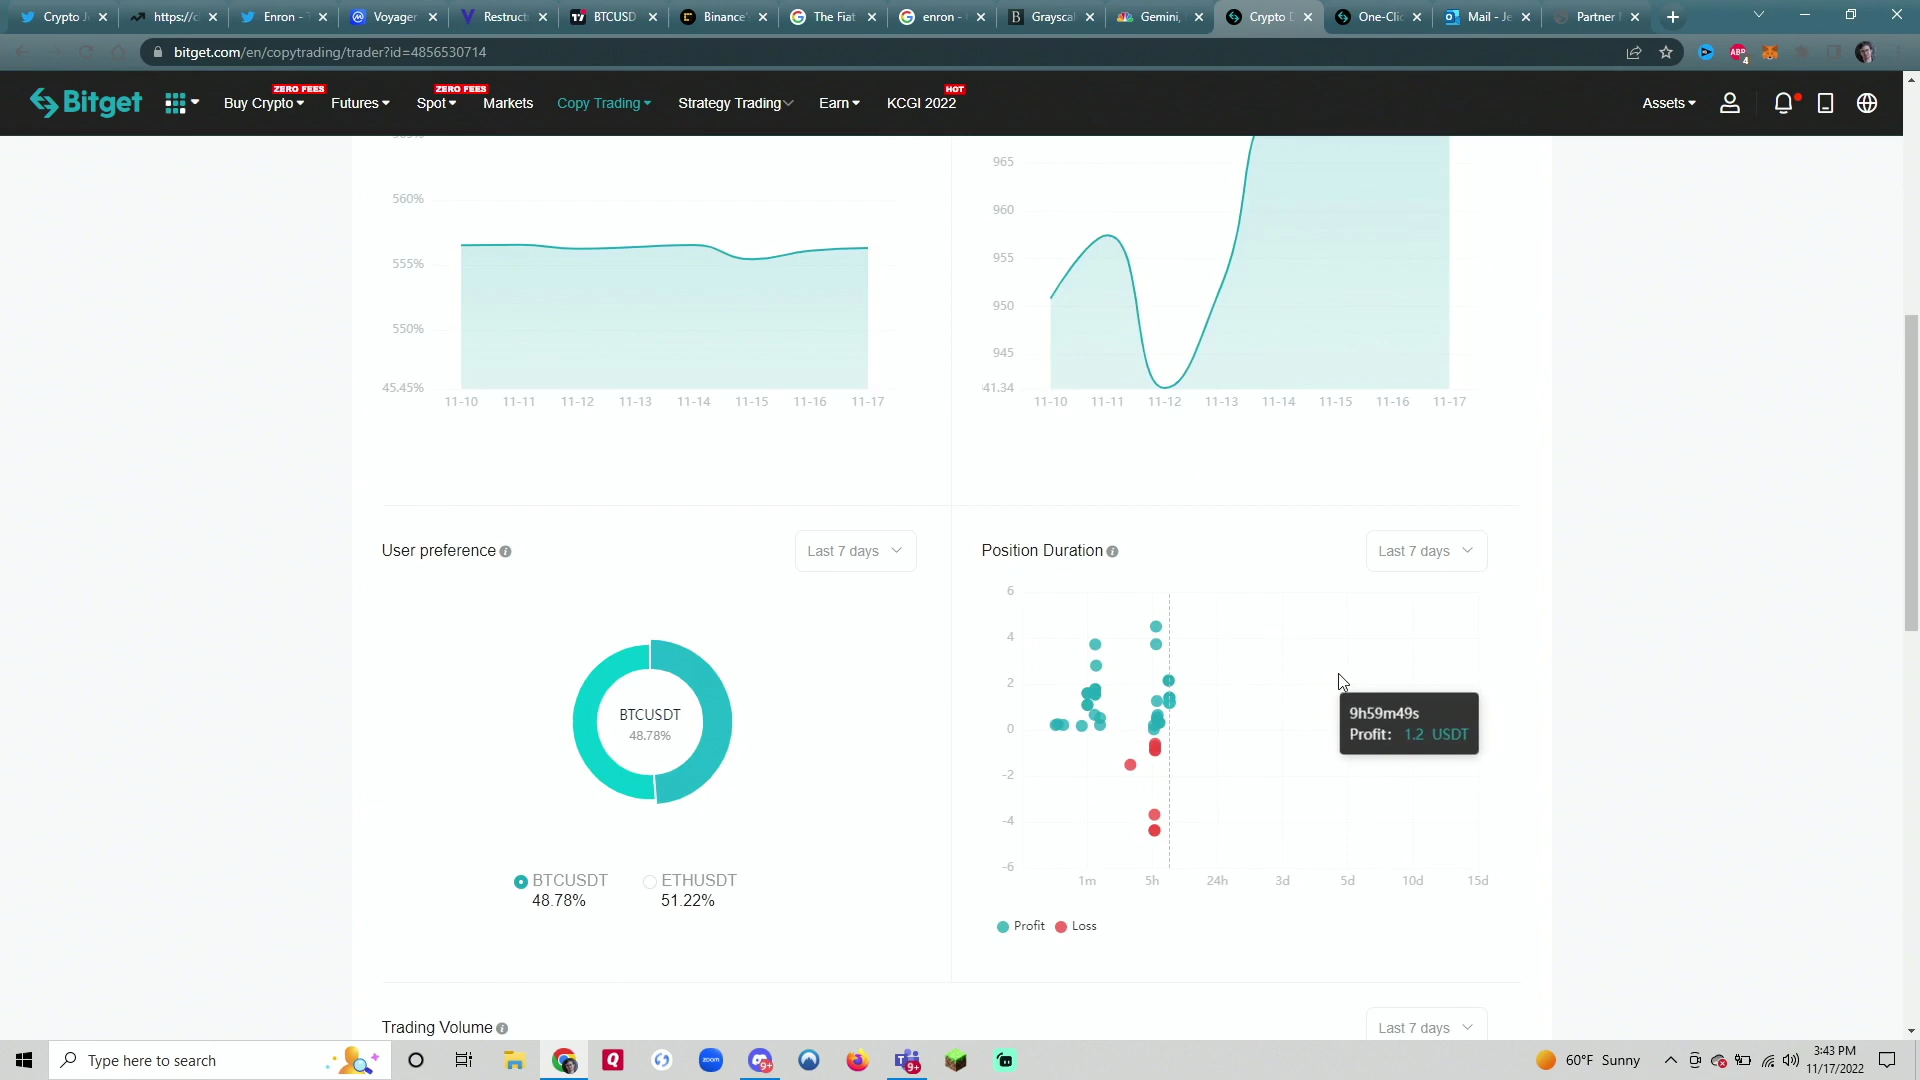 Crypto J
https://cl
Enron - T
Voyager
Restruct
BTCUSD
Binance'
The Fiat
enron -
Grayscal
Gemini,
Crypto D
One-Clic
Mail - Je
Partner
bitget.com/en/copytrading/trader?id=4856530714
ABP
4
Bitget
ZERO FEES
ZERO FEES
HOT
Buy Crypto
Futures
Spot
Markets
Copy Trading
Strategy Trading
Earn
KCGI 2022
Assets
560%
555%
550%
45.45%
11-10 11-11 11-12 11-13 11-14 11-15 11-16 11-17
965
960
955
950
945
41.34
11-10 11-11 11-12 11-13 11-14 11-15 11-16 11-17
User preference
Last 7 days
BTCUSDT
48.78%
BTCUSDT
48.78%
ETHUSDT
51.22%
Position Duration
Last 7 days
6
4
2
0
-2
-4
-6
1m 5h 24h 3d 5d 10d 15d
9h59m49s
Profit: 1.2 USDT
Profit Loss
Trading Volume
Last 7 days
Type here to search
Q
zoom
9+
9+
60°F Sunny
3:43 PM
11/17/2022